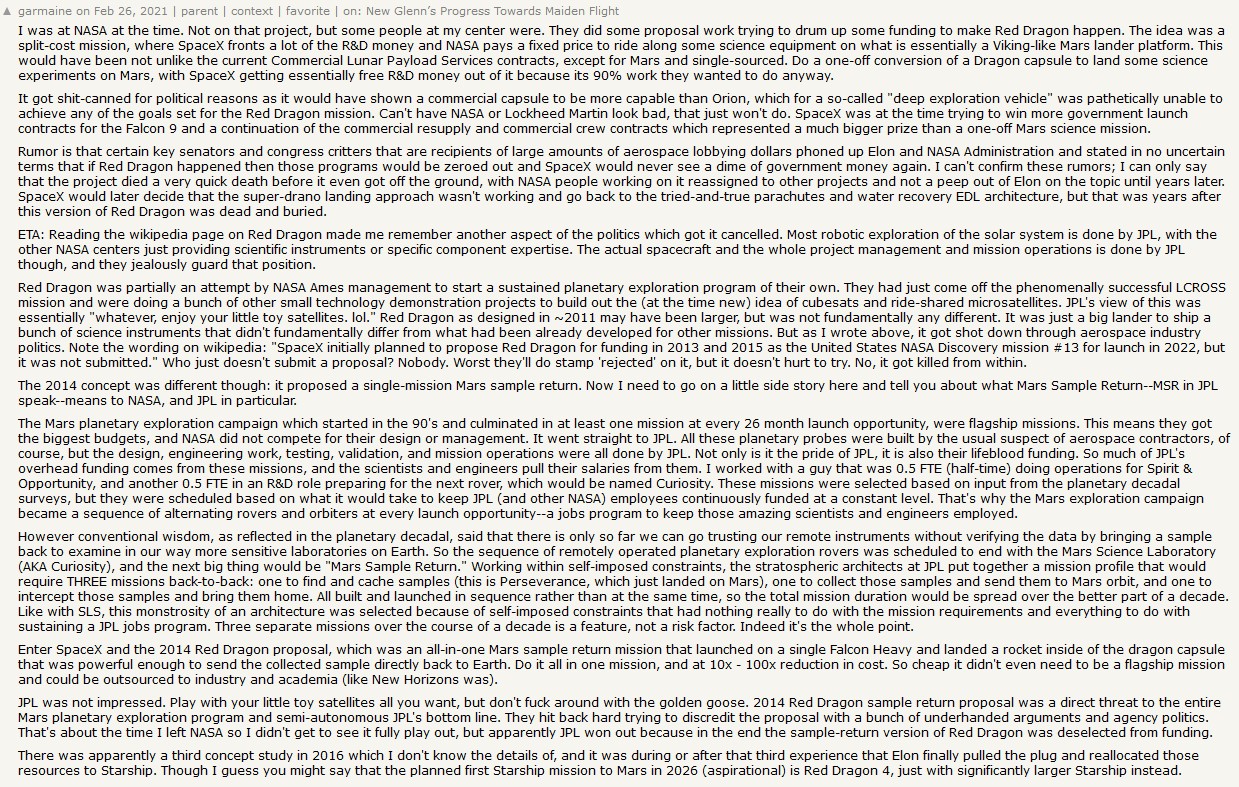 ▲ garmaine on Feb 26, 2021 | parent | context | favorite | on: New Glenn's Progress Towards Maiden Flight
I was at NASA at the time. Not on that project, but some people at my center were. They did some proposal work trying to drum up some funding to make Red Dragon happen. The idea was a
split-cost mission, where SpaceX fronts a lot of the R&D money and NASA pays a fixed price to ride along some science equipment on what is essentially a Viking-like Mars lander platform. This
would have been not unlike the current Commercial Lunar Payload Services contracts, except for Mars and single-sourced. Do a one-off conversion of a Dragon capsule to land some science
experiments on Mars, with SpaceX getting essentially free R&D money out of it because its 90% work they wanted to do anyway.
It got shit-canned for political reasons as it would have shown a commercial capsule to be more capable than Orion, which for a so-called "deep exploration vehicle" was pathetically unable to
achieve any of the goals set for the Red Dragon mission. Can't have NASA or Lockheed Martin look bad, that just won't do. SpaceX was at the time trying to win more government launch
contracts for the Falcon 9 and a continuation of the commercial resupply and commercial crew contracts which represented a much bigger prize than a one-off Mars science mission.
Rumor is that certain key senators and congress critters that are recipients of large amounts of aerospace lobbying dollars phoned up Elon and NASA Administration and stated in no uncertain
terms that if Red Dragon happened then those programs would be zeroed out and SpaceX would never see a dime of government money again. I can't confirm these rumors; I can only say
that the project died a very quick death before it even got off the ground, with NASA people working on it reassigned to other projects and not a peep out of Elon on the topic until years later.
SpaceX would later decide that the super-drano landing approach wasn't working and go back to the tried-and-true parachutes and water recovery EDL architecture, but that was years after
this version of Red Dragon was dead and buried.
ETA: Reading the wikipedia page on Red Dragon made me remember another aspect of the politics which got it cancelled. Most robotic exploration of the solar system is done by JPL, with the
other NASA centers just providing scientific instruments or specific component expertise. The actual spacecraft and the whole project management and mission operations is done by JPL
though, and they jealously guard that position.
Red Dragon was partially an attempt by NASA Ames management to start a sustained planetary exploration program of their own. They had just come off the phenomenally successful LCROSS
mission and were doing a bunch of other small technology demonstration projects to build out the (at the time new) idea of cubesats and ride-shared microsatellites. JPL's view of this was
essentially "whatever, enjoy your little toy satellites. lol." Red Dragon as designed in ~2011 may have been larger, but was not fundamentally any different. It was just a big lander to ship a
bunch of science instruments that didn't fundamentally differ from what had been already developed for other missions. But as I wrote above, it got shot down through aerospace industry
politics. Note the wording on wikipedia: "SpaceX initially planned to propose Red Dragon for funding in 2013 and 2015 as the United States NASA Discovery mission #13 for launch in 2022, but
it was not submitted." Who just doesn't submit a proposal? Nobody. Worst they'll do stamp 'rejected' on it, but it doesn't hurt to try. No, it got killed from within.
The 2014 concept was different though: it proposed a single-mission Mars sample return. Now I need to go on a little side story here and tell you about what Mars Sample Return--MSR in JPL
speak--means to NASA, and JPL in particular.
The Mars planetary exploration campaign which started in the 90's and culminated in at least one mission at every 26 month launch opportunity, were flagship missions. This means they got
the biggest budgets, and NASA did not compete for their design or management. It went straight to JPL. All these planetary probes were built by the usual suspect of aerospace contractors, of
course, but the design, engineering work, testing, validation, and mission operations were all done by JPL. Not only is it the pride of JPL, it is also their lifeblood funding. So much of JPL's
overhead funding comes from these missions, and the scientists and engineers pull their salaries from them. I worked with a guy that was 0.5 FTE (half-time) doing operations for Spirit &
Opportunity, and another 0.5 FTE in an R&D role preparing for the next rover, which would be named Curiosity. These missions were selected based on input from the planetary decadal
surveys, but they were scheduled based on what it would take to keep JPL (and other NASA) employees continuously funded at a constant level. That's why the Mars exploration campaign
became a sequence of alternating rovers and orbiters at every launch opportunity--a jobs program to keep those amazing scientists and engineers employed.
However conventional wisdom, as reflected in the planetary decadal, said that there is only so far we can go trusting our remote instruments without verifying the data by bringing a sample
back to examine in our way more sensitive laboratories on Earth. So the sequence of remotely operated planetary exploration rovers was scheduled to end with the Mars Science Laboratory
(AKA Curiosity), and the next big thing would be "Mars Sample Return." Working within self-imposed constraints, the stratospheric architects at JPL put together a mission profile that would
require THREE missions back-to-back: one to find and cache samples (this is Perseverance, which just landed on Mars), one to collect those samples and send them to Mars orbit, and one to
intercept those samples and bring them home. All built and launched in sequence rather than at the same time, so the total mission duration would be spread over the better part of a decade.
Like with SLS, this monstrosity of an architecture was selected because of self-imposed constraints that had nothing really to do with the mission requirements and everything to do with
sustaining a JPL jobs program. Three separate missions over the course of a decade is a feature, not a risk factor. Indeed it's the whole point.
Enter SpaceX and the 2014 Red Dragon proposal, which was an all-in-one Mars sample return mission that launched on a single Falcon Heavy and landed a rocket inside of the dragon capsule
that was powerful enough to send the collected sample directly back to Earth. Do it all in one mission, and at 10x - 100x reduction in cost. So cheap it didn't even need to be a flagship mission
and could be outsourced to industry and academia (like New Horizons was).
JPL was not impressed. Play with your little toy satellites all you want, but don't fuck around with the golden goose. 2014 Red Dragon sample return proposal was a direct threat to the entire
Mars planetary exploration program and semi-autonomous JPL's bottom line. They hit back hard trying to discredit the proposal with a bunch of underhanded arguments and agency politics.
That's about the time I left NASA so I didn't get to see it fully play out, but apparently JPL won out because in the end the sample-return version of Red Dragon was deselected from funding.
There was apparently a third concept study in 2016 which I don't know the details of, and it was during or after that third experience that Elon finally pulled the plug and reallocated those
resources to Starship. Though I guess you might say that the planned first Starship mission to Mars in 2026 (aspirational) is Red Dragon 4, just with significantly larger Starship instead.